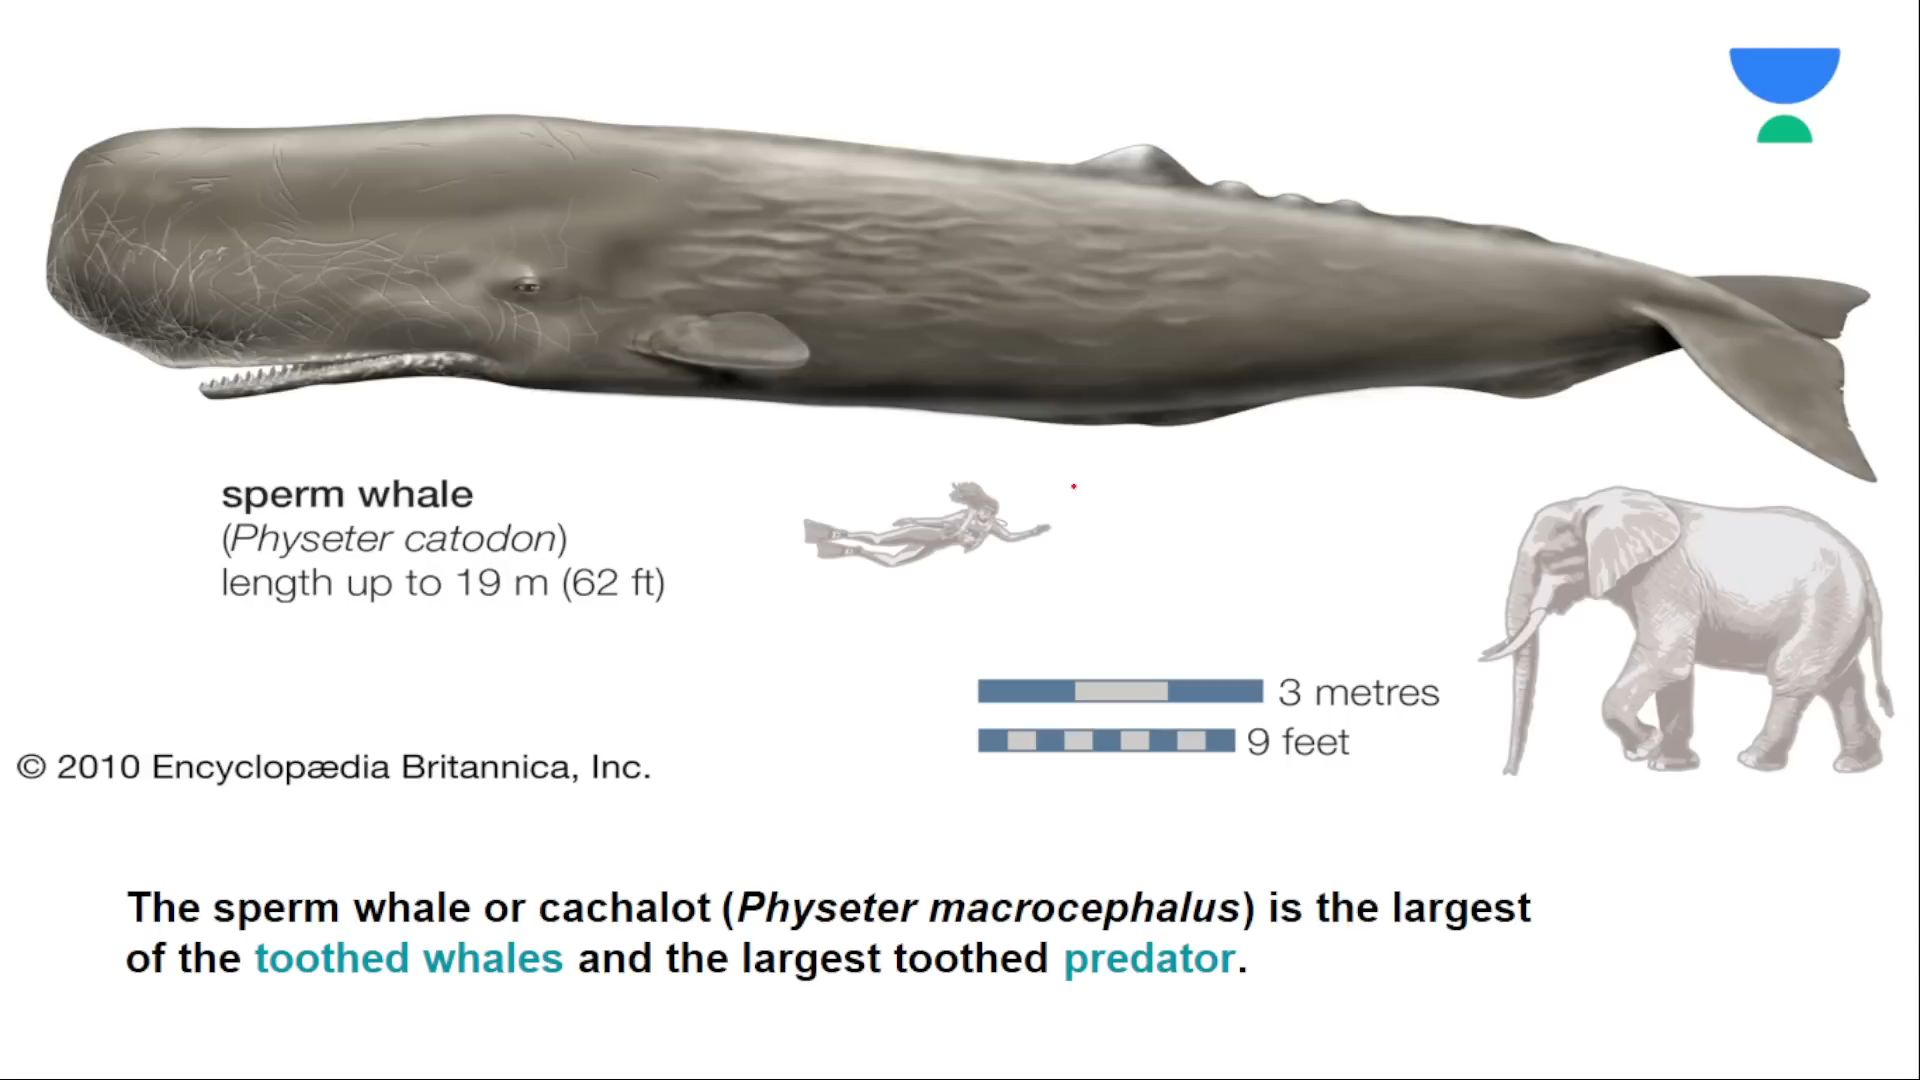 sperm whale
(Physeter catodon)
length up to 19 m (62 ft)
3 metres
9 feet
© 2010 Encyclopædia Britannica, Inc.
The sperm whale or cachalot (Physeter macrocephalus) is the largest
of the toothed whales and the largest toothed predator.